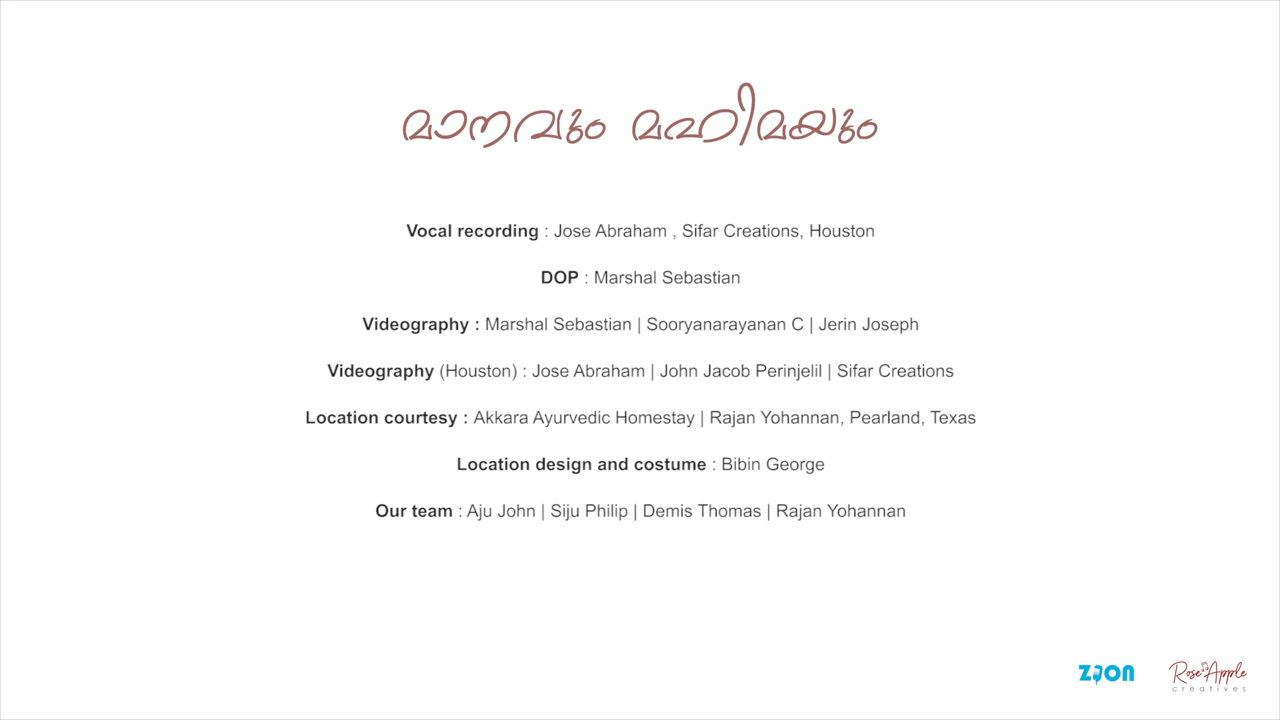 മാനവും മഹിമയും
Vocal recording : Jose Abraham , Sifar Creations, Houston
DOP : Marshal Sebastian
Videography : Marshal Sebastian | Sooryanarayanan C | Jerin Joseph
Videography (Houston) : Jose Abraham | John Jacob Perinjelil | Sifar Creations
Location courtesy : Akkara Ayurvedic Homestay | Rajan Yohannan, Pearland, Texas
Location design and costume : Bibin George
Our team : Aju John | Siju Philip | Demis Thomas | Rajan Yohannan
ZION
Rose Apple
creatives